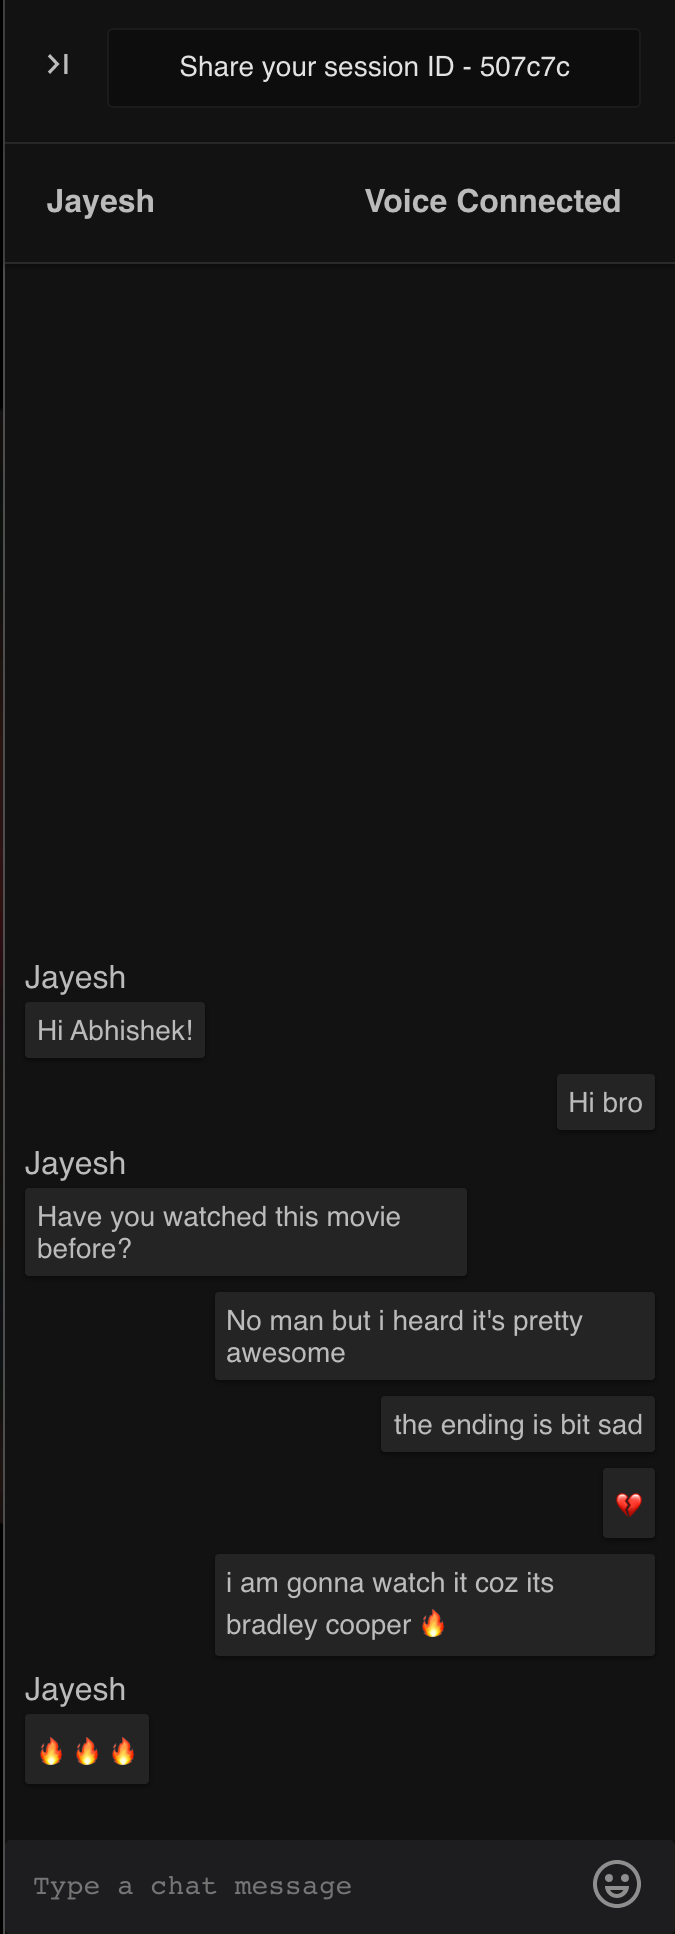 Share your session ID - 507c7c
Jayesh
Voice Connected
Jayesh
Hi Abhishek!
Hi bro
Jayesh
Have you watched this movie
before?
No man but i heard it's pretty
awesome
the ending is bit sad
💔
i am gonna watch it coz its
bradley cooper 🔥
Jayesh
🔥 🔥 🔥
Type a chat message